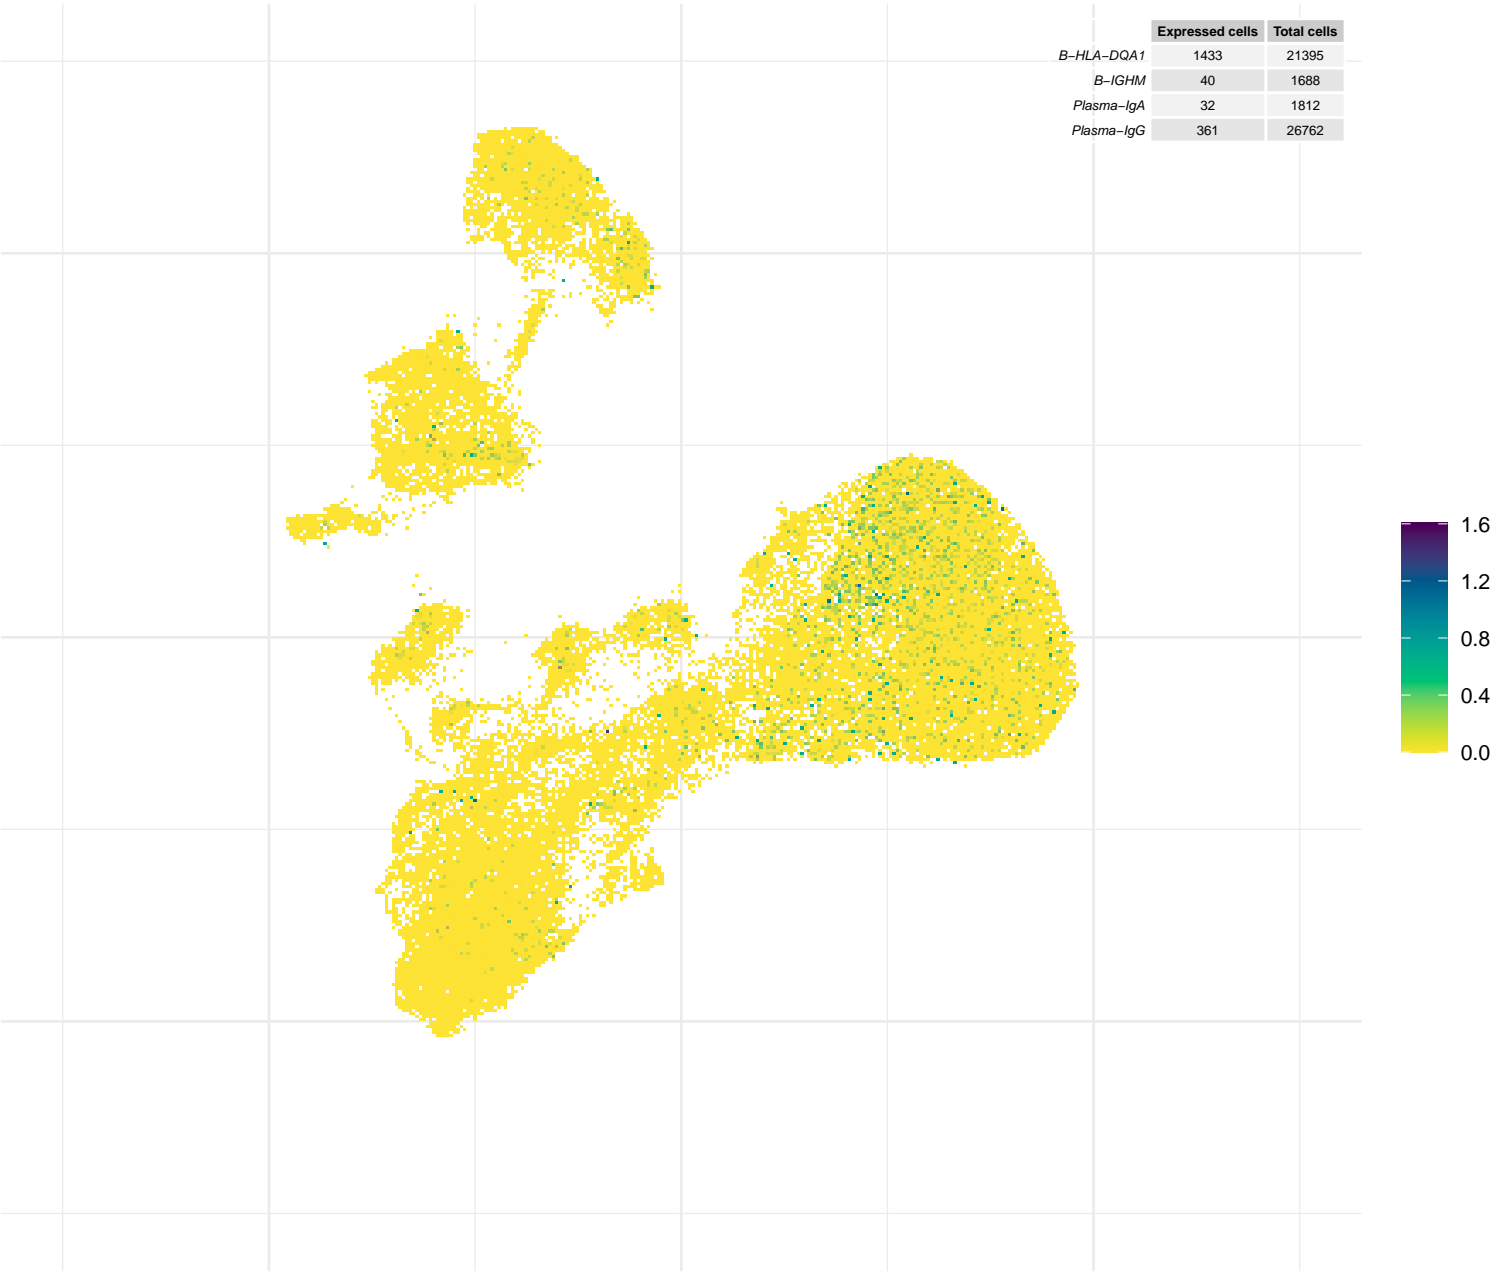 Expressed cells Total cells
B−HLA−DQA1 1433 21395
B−IGHM 40 1688
Plasma−IgA 32 1812
Plasma−IgG 361 26762
1.6
1.2
0.8
0.4
0.0